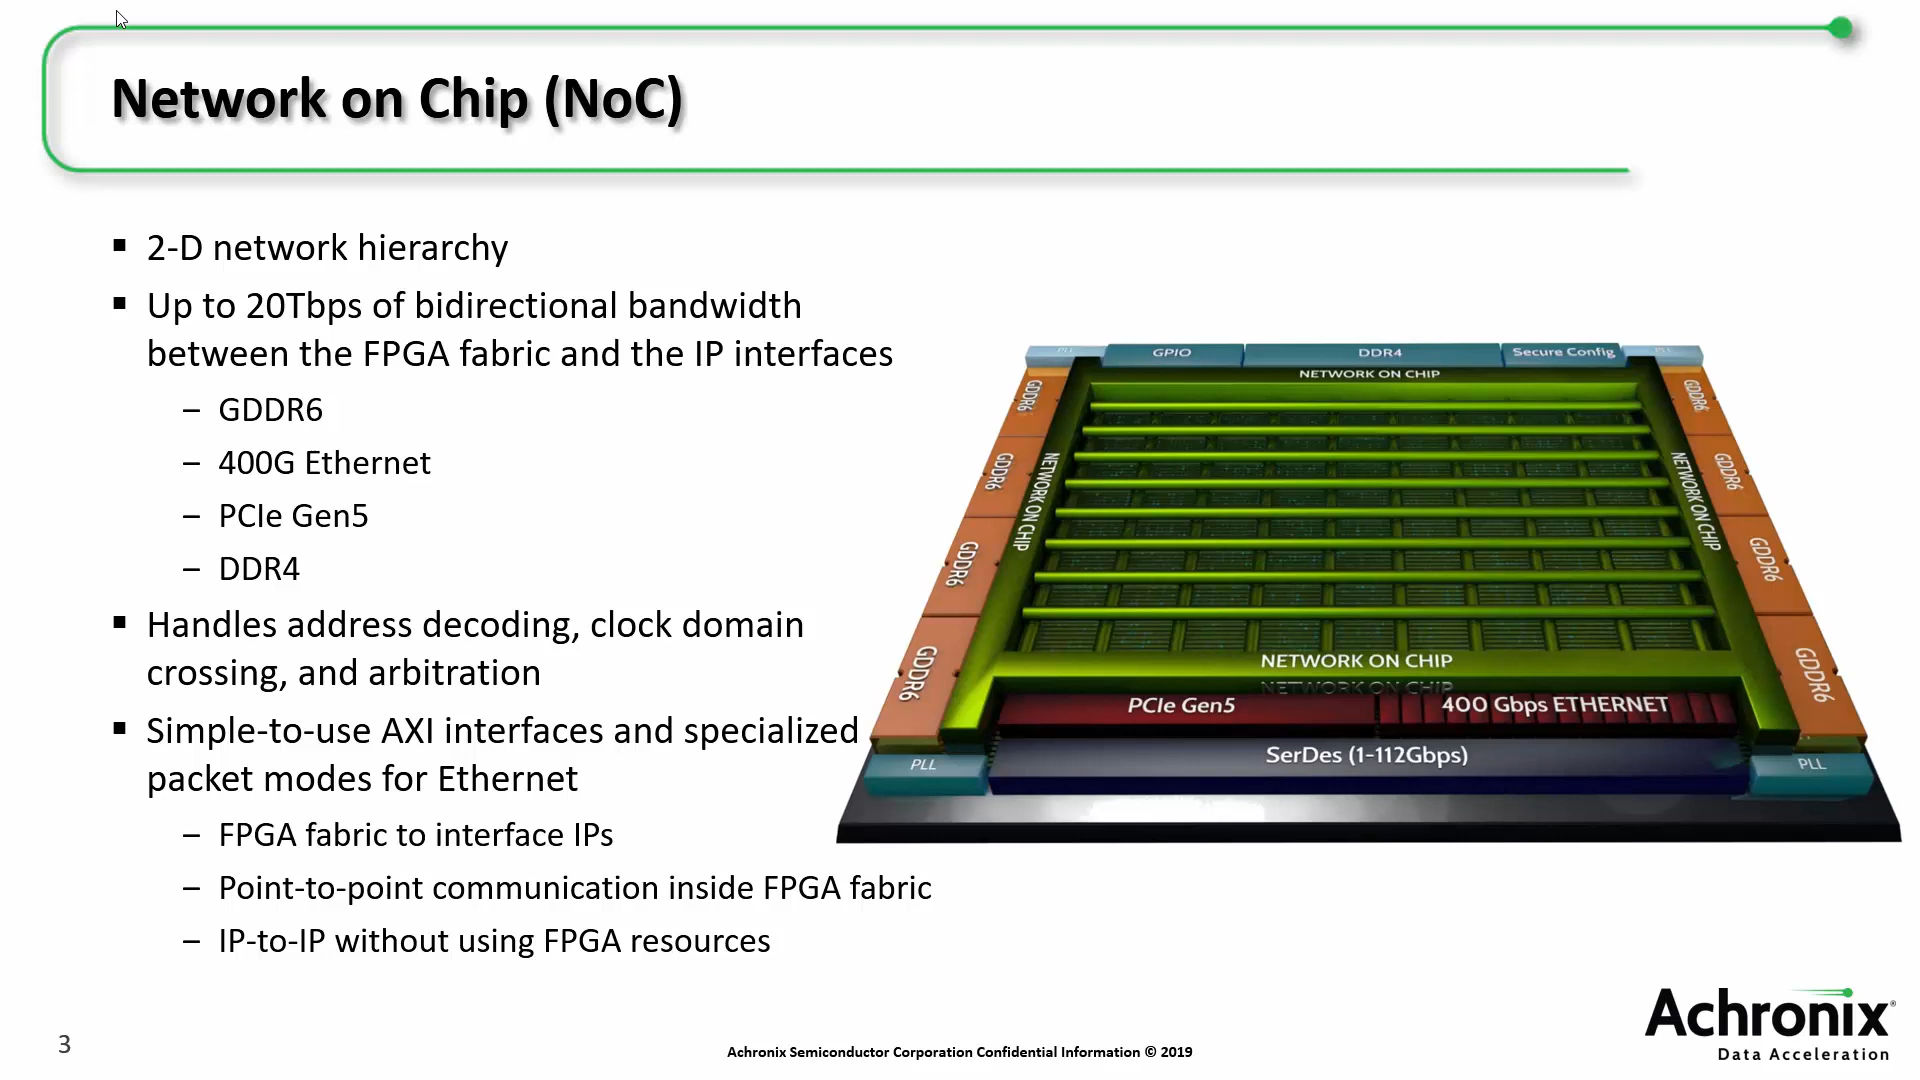 Network on Chip (NoC)
▪ 2-D network hierarchy
▪ Up to 20Tbps of bidirectional bandwidth
between the FPGA fabric and the IP interfaces
– GDDR6
– 400G Ethernet
– PCIe Gen5
– DDR4
▪ Handles address decoding, clock domain
crossing, and arbitration
▪ Simple-to-use AXI interfaces and specialized
packet modes for Ethernet
– FPGA fabric to interface IPs
– Point-to-point communication inside FPGA fabric
– IP-to-IP without using FPGA resources
PLL
GPIO
DDR4
Secure Config
PLL
NETWORK ON CHIP
GDDR6
GDDR6
GDDR6
GDDR6
NETWORK ON CHIP
NETWORK ON CHIP
GDDR6
GDDR6
GDDR6
GDDR6
NETWORK ON CHIP
NETWORK ON CHIP
PCIe Gen5
400 Gbps ETHERNET
SerDes (1-112Gbps)
PLL
PLL
3
Achronix Semiconductor Corporation Confidential Information © 2019
Achronix®
Data Acceleration